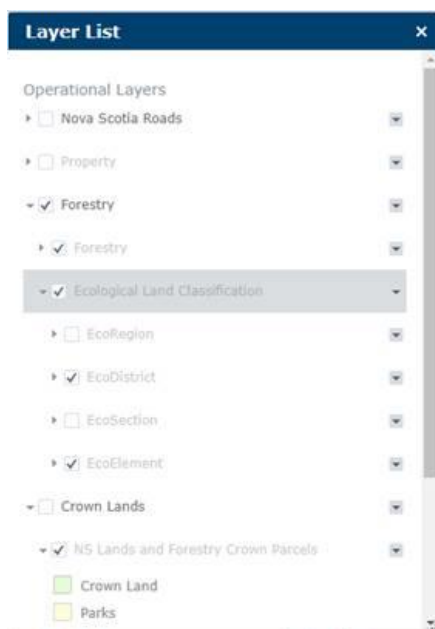 Layer List
Operational Layers
Nova Scotia Roads
Property
Forestry
Forestry
Ecological Land Classification
EcoRegion
EcoDistrict
EcoSection
EcoElement
Crown Lands
NS Lands and Forestry Crown Parcels
Crown Land
Parks